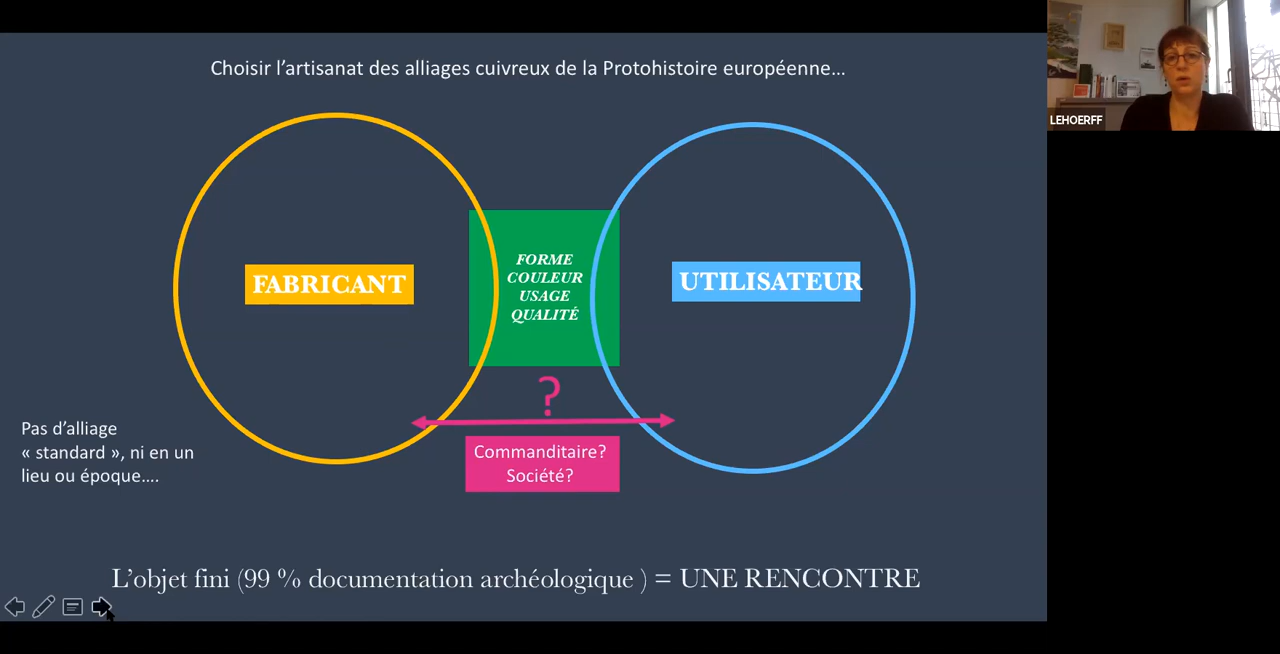 Choisir l’artisanat des alliages cuivreux de la Protohistoire européenne…
LEHOERFF
FABRICANT
FORME
COULEUR
USAGE
QUALITÉ
UTILISATEUR
?
Commanditaire?
Société?
Pas d’alliage
« standard », ni en un
lieu ou époque….
L’objet fini (99 % documentation archéologique ) = UNE RENCONTRE